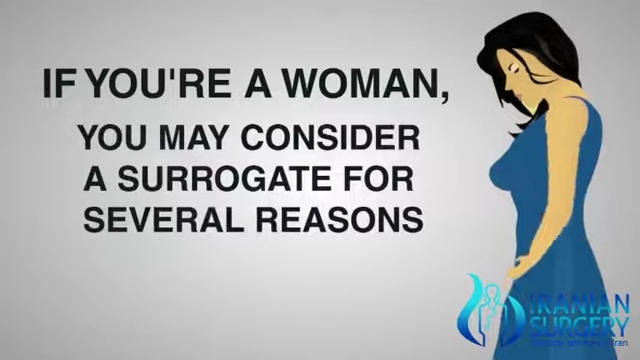 IF YOU'RE A WOMAN,
YOU MAY CONSIDER
A SURROGATE FOR
SEVERAL REASONS
IRANIAN
SURGERY